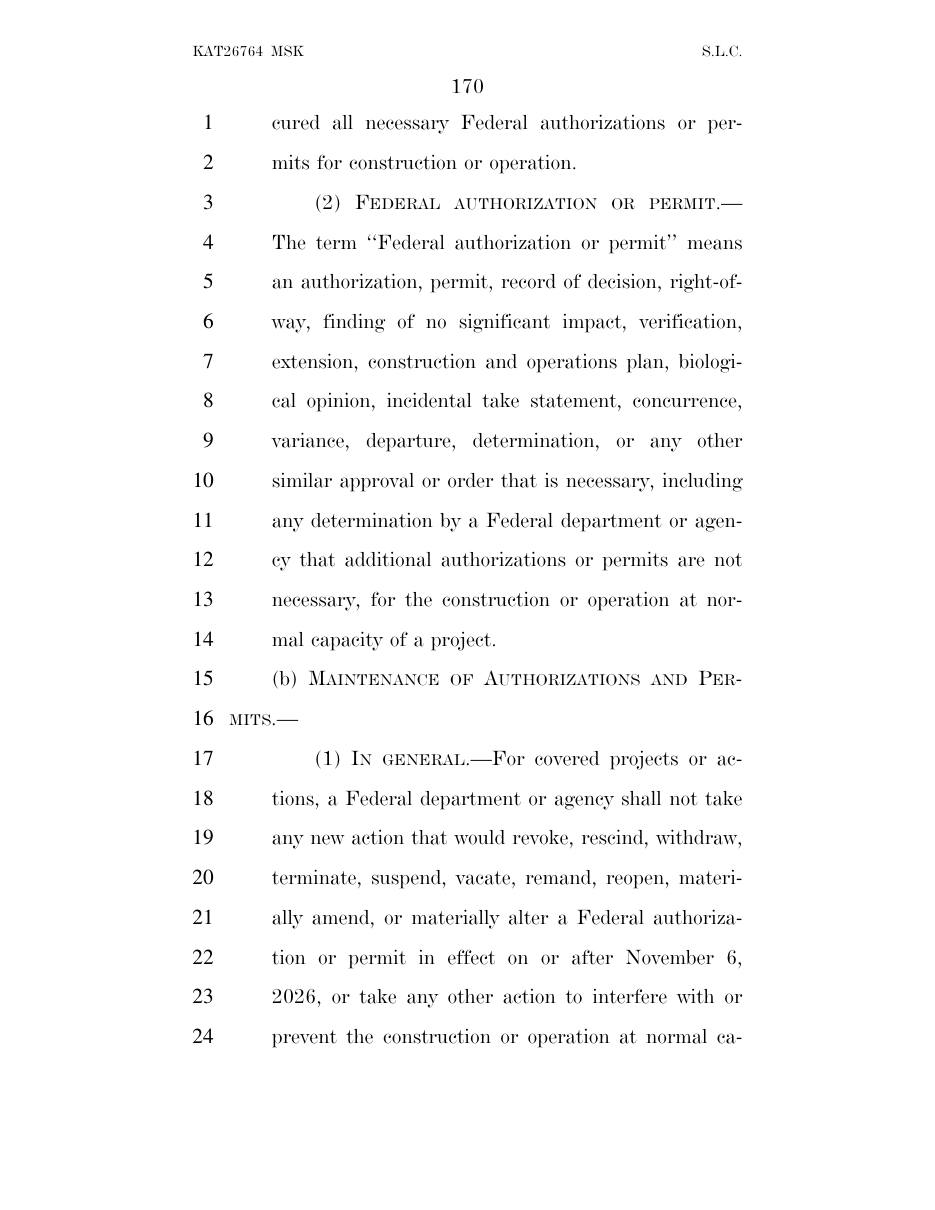 KAT26764 MSK S.L.C.
170
1 cured all necessary Federal authorizations or per-
2 mits for construction or operation.
3 (2) FEDERAL AUTHORIZATION OR PERMIT.—
4 The term ‘‘Federal authorization or permit’’ means
5 an authorization, permit, record of decision, right-of-
6 way, finding of no significant impact, verification,
7 extension, construction and operations plan, biologi-
8 cal opinion, incidental take statement, concurrence,
9 variance, departure, determination, or any other
10 similar approval or order that is necessary, including
11 any determination by a Federal department or agen-
12 cy that additional authorizations or permits are not
13 necessary, for the construction or operation at nor-
14 mal capacity of a project.
15 (b) MAINTENANCE OF AUTHORIZATIONS AND PER-
16 MITS.—
17 (1) IN GENERAL.—For covered projects or ac-
18 tions, a Federal department or agency shall not take
19 any new action that would revoke, rescind, withdraw,
20 terminate, suspend, vacate, remand, reopen, materi-
21 ally amend, or materially alter a Federal authoriza-
22 tion or permit in effect on or after November 6,
23 2026, or take any other action to interfere with or
24 prevent the construction or operation at normal ca-